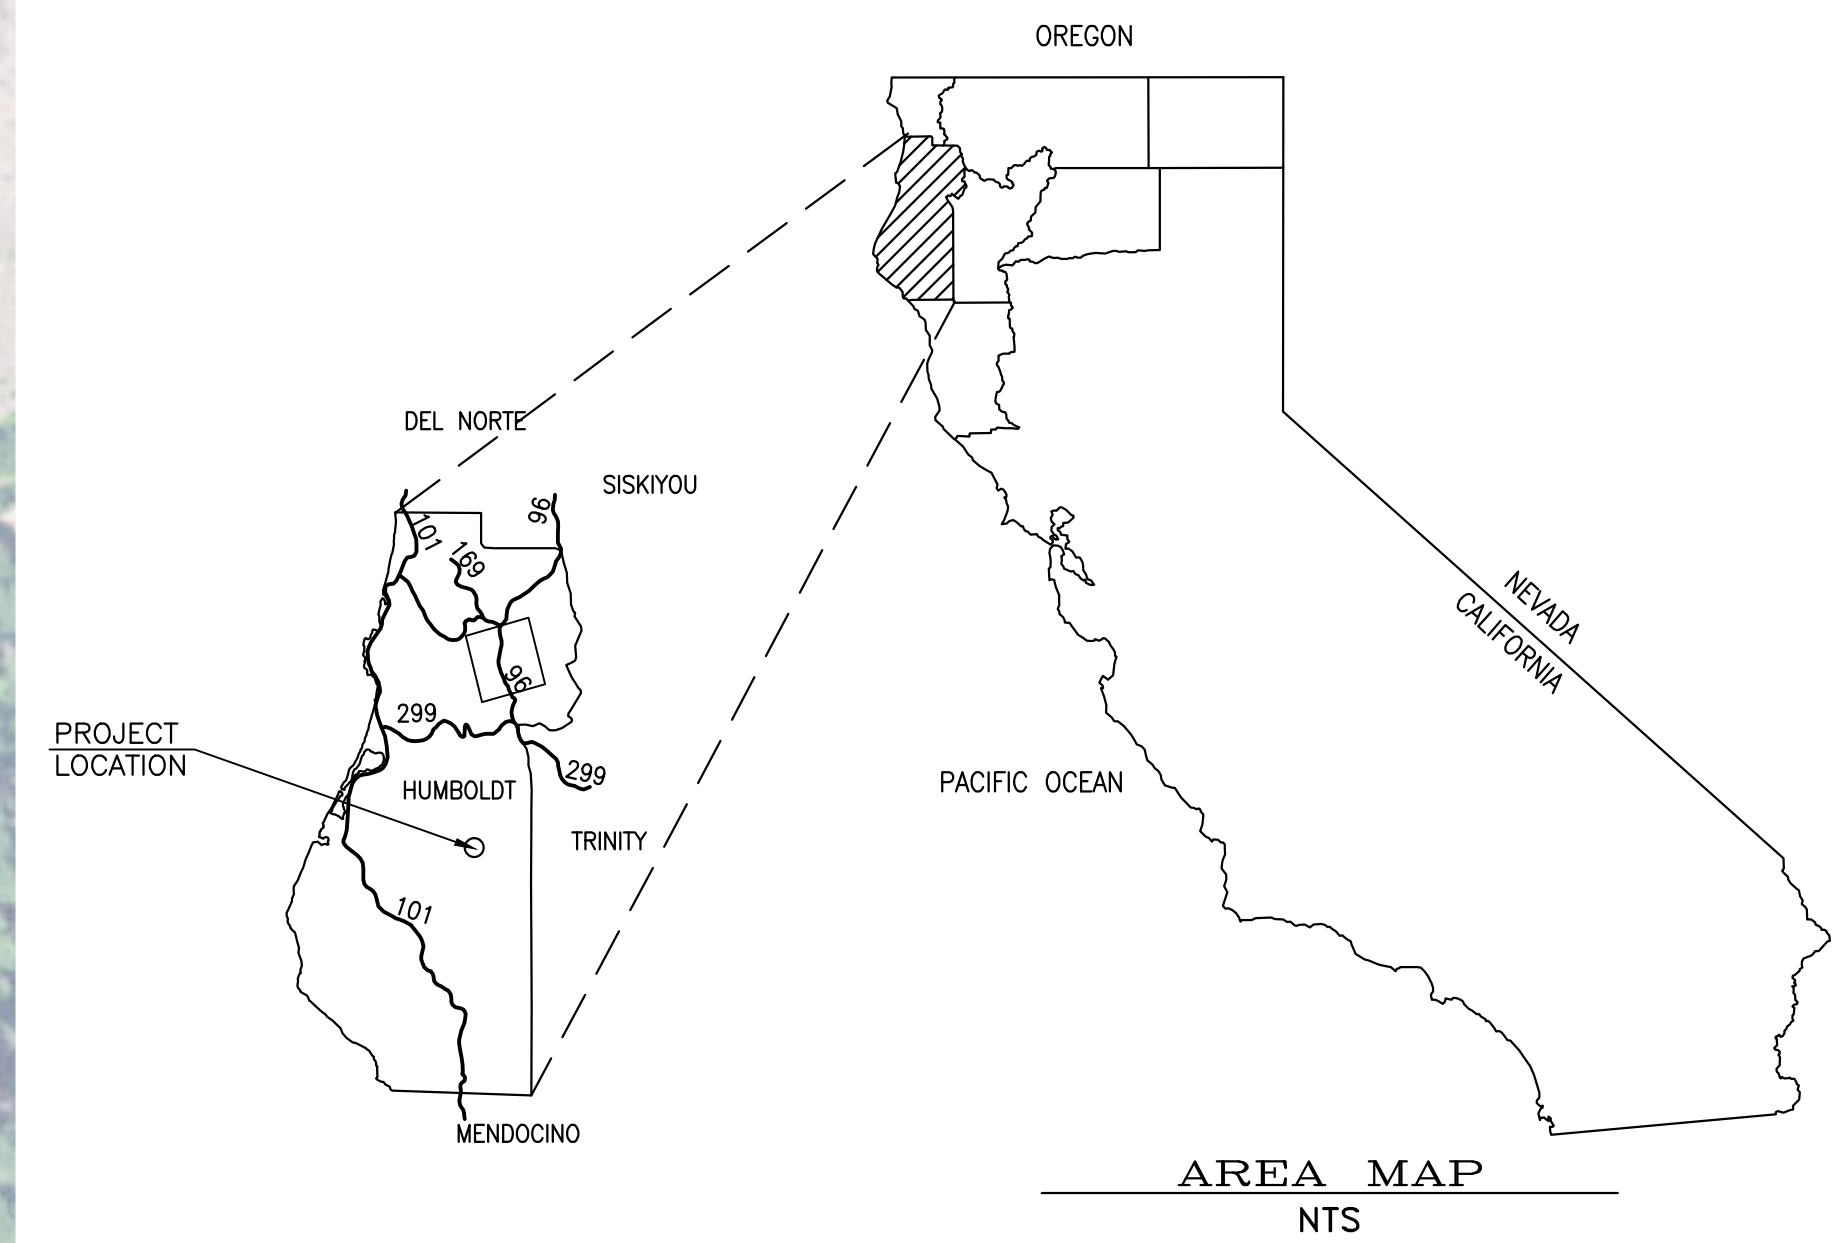 OREGON
DEL NORTE
SISKIYOU
96
101
169
96
299
PROJECT
LOCATION
299
HUMBOLDT
TRINITY
101
MENDOCINO
NEVADA
CALIFORNIA
PACIFIC OCEAN
AREA MAP
NTS